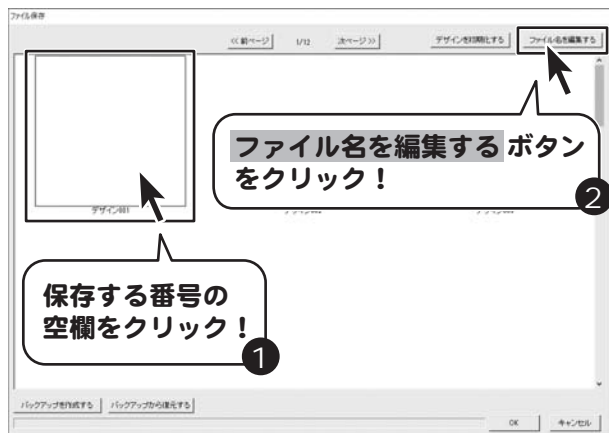 ファイル保存
<<前ページ 1/12 次ページ>> デザインを初期化する ファイル名を編集する
ファイル名を編集する ボタン
をクリック！
2
デザイン001
保存する番号の
空欄をクリック！
1
バックアップを作成する バックアップから復元する
OK キャンセル